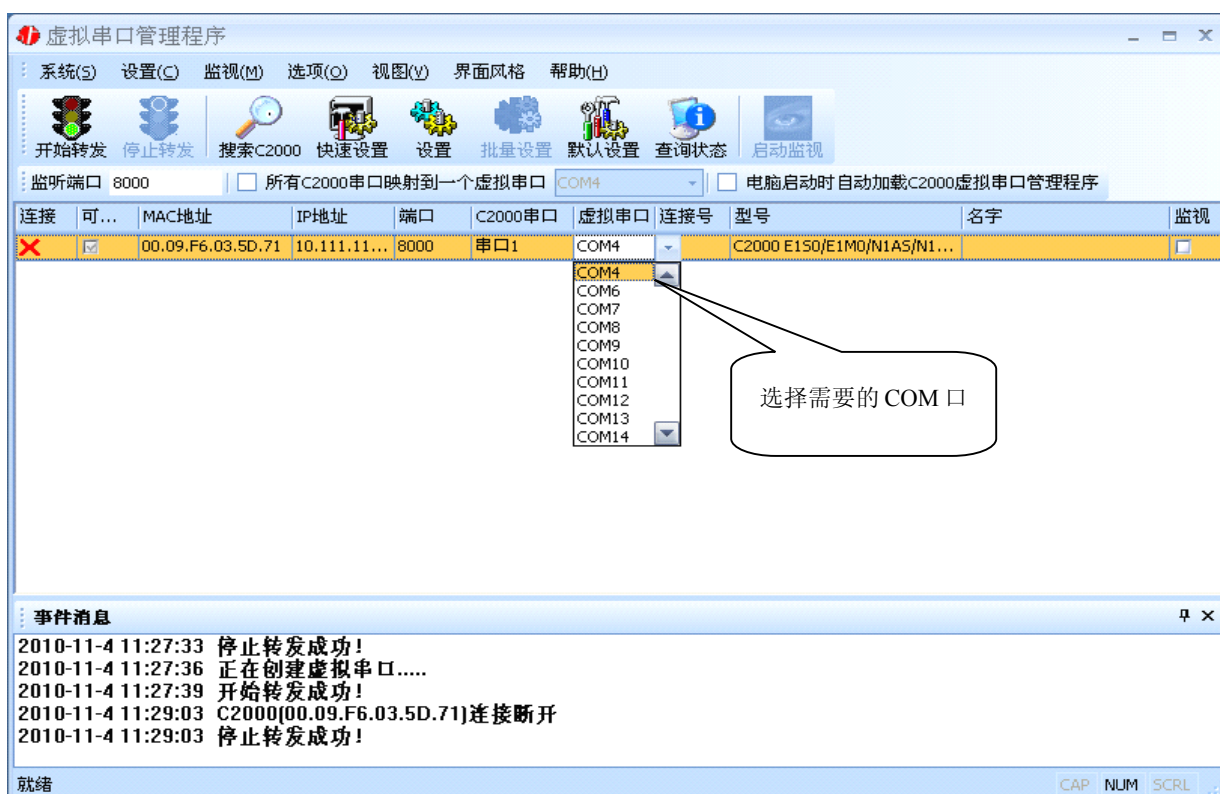 虚拟串口管理程序
系统(S) 设置(C) 监视(M) 选项(O) 视图(V) 界面风格 帮助(H)
开始转发 停止转发 搜索C2000 快速设置 设置 批量设置 默认设置 查询状态 启动监视
监听端口 8000 所有C2000串口映射到一个虚拟串口 COM4 电脑启动时自动加载C2000虚拟串口管理程序
连接 可... MAC地址 IP地址 端口 C2000串口 虚拟串口 连接号 型号 名字 监视
00.09.F6.03.5D.71 10.111.11... 8000 串口1 COM4 C2000 E1S0/E1M0/N1AS/N1...
COM4
COM6
COM7
COM8
COM9
COM10
COM11
COM12
COM13
COM14
选择需要的 COM 口
事件消息
2010-11-4 11:27:33 停止转发成功!
2010-11-4 11:27:36 正在创建虚拟串口.....
2010-11-4 11:27:39 开始转发成功!
2010-11-4 11:29:03 C2000(00.09.F6.03.5D.71)连接断开
2010-11-4 11:29:03 停止转发成功!
就绪 CAP NUM SCRL